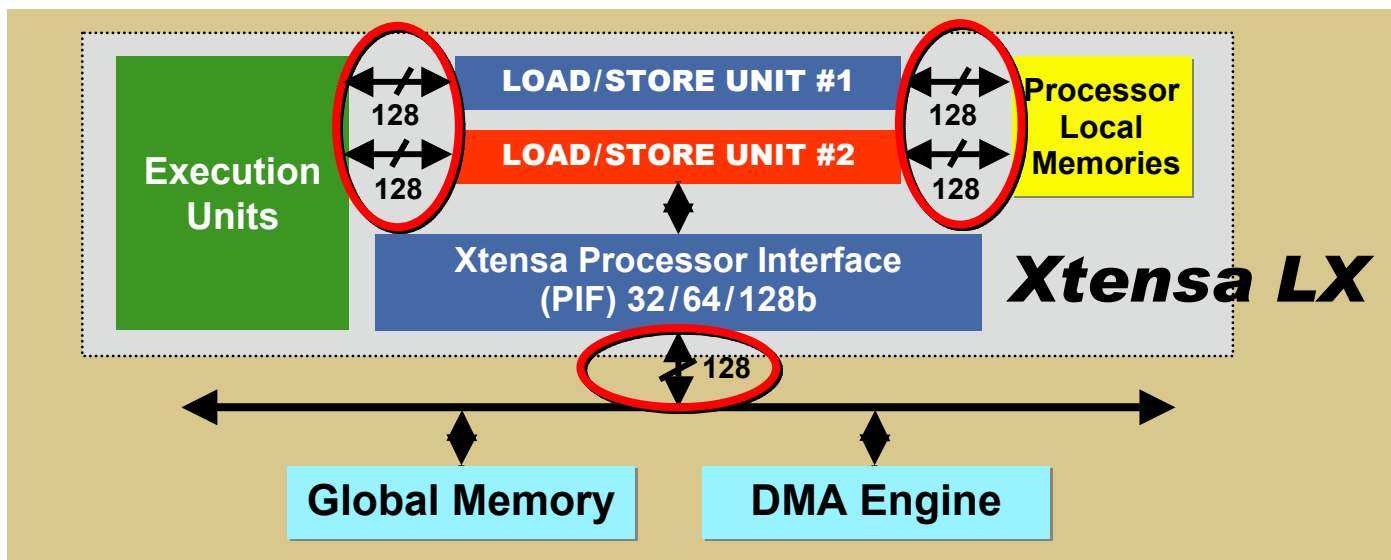 LOAD/STORE UNIT #1
128
128
Processor
Local
Memories
LOAD/STORE UNIT #2
128
128
Execution
Units
Xtensa Processor Interface
(PIF) 32/64/128b
Xtensa LX
128
Global Memory
DMA Engine